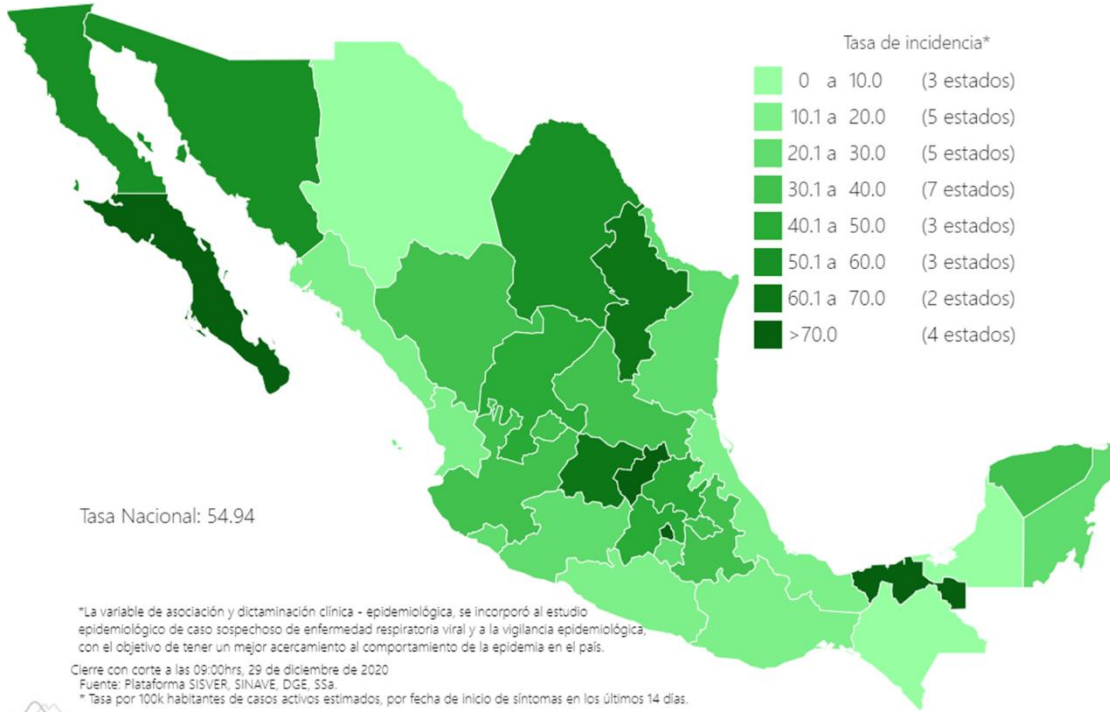 Tasa de incidencia*
0 a 10.0 (3 estados)
10.1 a 20.0 (5 estados)
20.1 a 30.0 (5 estados)
30.1 a 40.0 (7 estados)
40.1 a 50.0 (3 estados)
50.1 a 60.0 (3 estados)
60.1 a 70.0 (2 estados)
>70.0 (4 estados)
Tasa Nacional: 54.94
*La variable de asociación y dictaminación clínica - epidemiológica, se incorporó al estudio
epidemiológico de caso sospechoso de enfermedad respiratoria viral y a la vigilancia epidemiológica,
con el objetivo de tener un mejor acercamiento al comportamiento de la epidemia en el país.
Cierre con corte a las 09:00hrs, 29 de diciembre de 2020
Fuente: Plataforma SISVER, SINAVE, DGE, SSa.
* Tasa por 100k habitantes de casos activos estimados, por fecha de inicio de síntomas en los últimos 14 días.